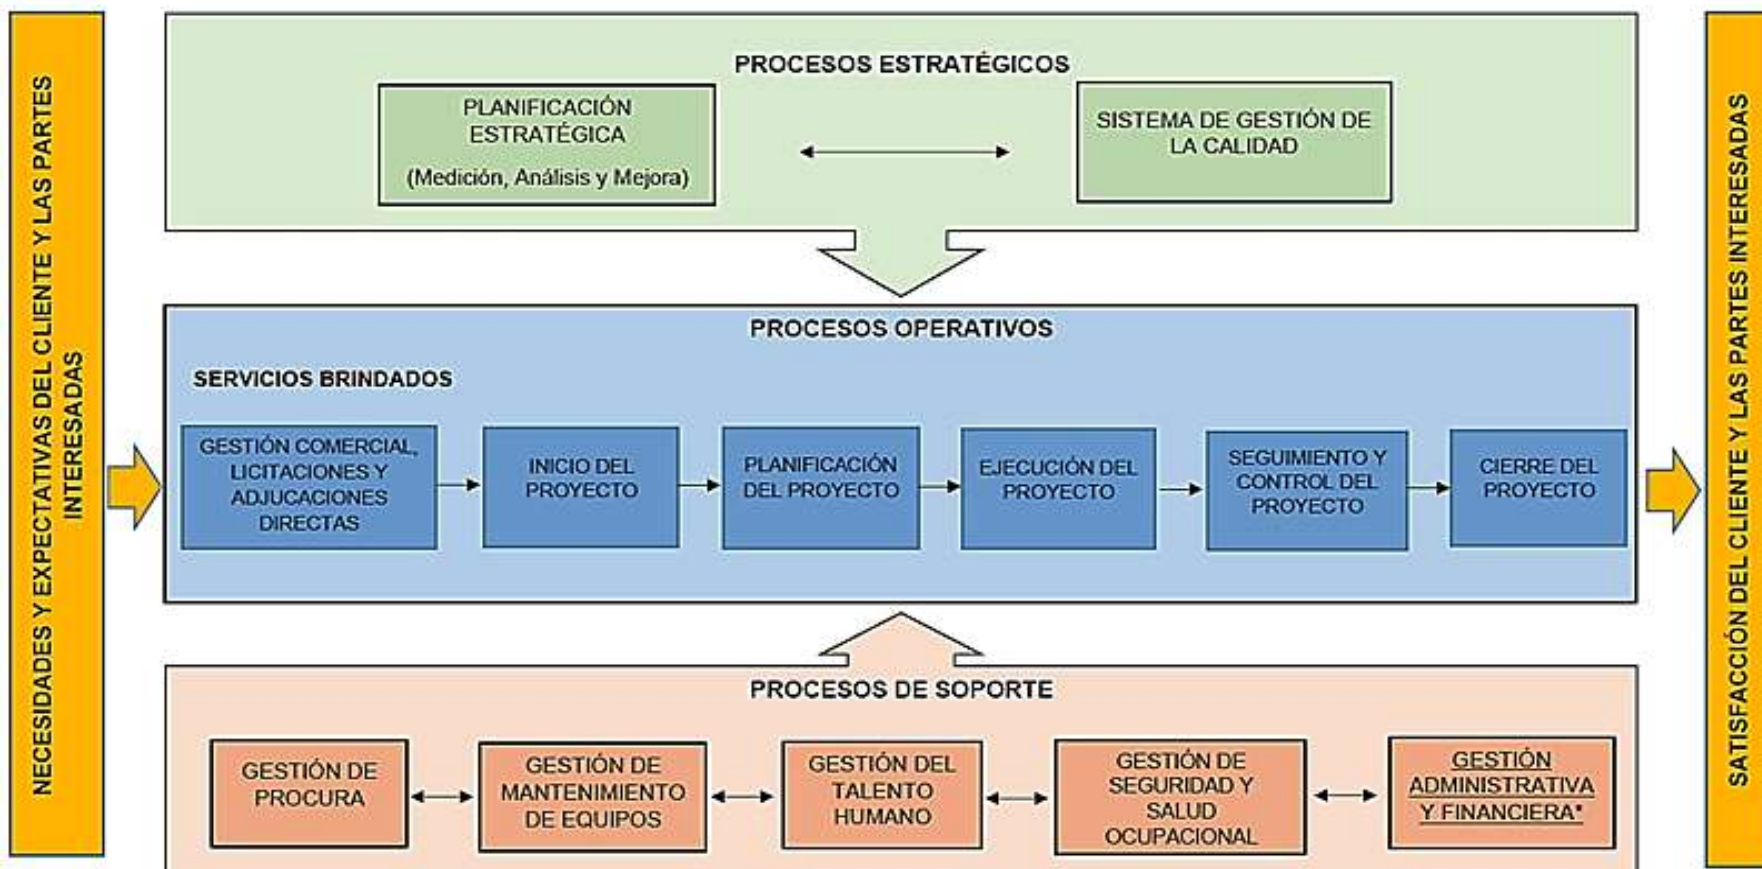 NECESIDADES Y EXPECTATIVAS DEL CLIENTE Y LAS PARTES
INTERESADAS
PROCESOS ESTRATÉGICOS
PLANIFICACIÓN
ESTRATÉGICA
(Medición, Análisis y Mejora)
SISTEMA DE GESTIÓN DE
LA CALIDAD
PROCESOS OPERATIVOS
SERVICIOS BRINDADOS
GESTIÓN COMERCIAL,
LICITACIONES Y
ADJUCACIONES
DIRECTAS
INICIO DEL
PROYECTO
PLANIFICACIÓN
DEL PROYECTO
EJECUCIÓN DEL
PROYECTO
SEGUIMIENTO Y
CONTROL DEL
PROYECTO
CIERRE DEL
PROYECTO
PROCESOS DE SOPORTE
GESTIÓN DE
PROCURA
GESTIÓN DE
MANTENIMIENTO
DE EQUIPOS
GESTIÓN DEL
TALENTO
HUMANO
GESTIÓN DE
SEGURIDAD Y
SALUD
OCUPACIONAL
GESTIÓN
ADMINISTRATIVA
Y FINANCIERA*
SATISFACCIÓN DEL CLIENTE Y LAS PARTES INTERESADAS